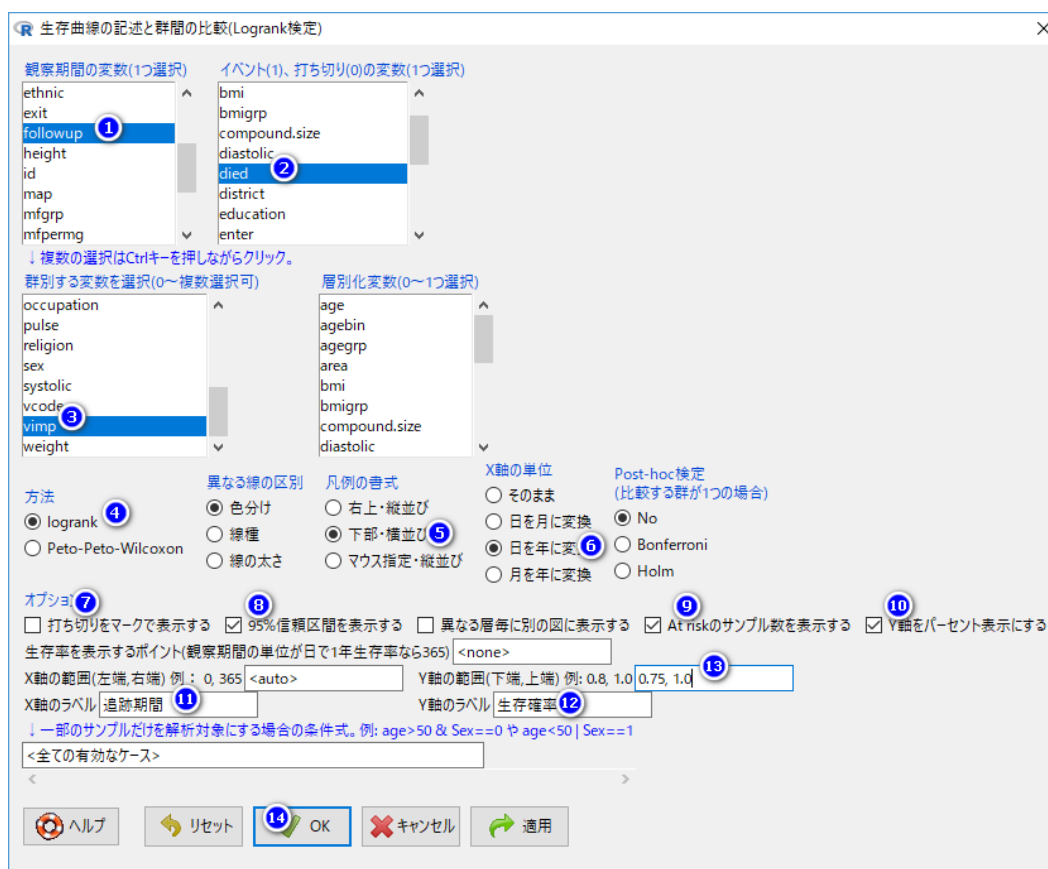 生存曲線の記述と群間の比較(Logrank検定)
観察期間の変数(1つ選択) イベント(1)、打ち切り(0)の変数(1つ選択)
ethnic bmi
exit bmigrp
followup 1 compound.size
height diastolic
id died 2
map district
mfgrp education
mfpermg enter
↓複数の選択はCtrlキーを押しながらクリック。
群別する変数を選択(0~複数選択可) 層別化変数(0~1つ選択)
occupation age
pulse agebin
religion agegrp
sex area
systolic bmi
vcode bmigrp
vimp 3 compound.size
weight diastolic
方法 異なる線の区別 凡例の書式 X軸の単位 Post-hoc検定
(比較する群が1つの場合)
logrank 4 色分け 右上・縦並び そのまま No
Peto-Peto-Wilcoxon 線種 下部・横並び 5 日を月に変換 Bonferroni
線の太さ マウス指定・縦並び 日を年に変 6 Holm
月を年に変換
オプション 7 8 9 10
打ち切りをマークで表示する 95%信頼区間を表示する 異なる層毎に別の図に表示する At riskのサンプル数を表示する Y軸をパーセント表示にする
生存率を表示するポイント(観察期間の単位が日で1年生存率なら365) <none>
X軸の範囲(左端,右端) 例: 0, 365 <auto> Y軸の範囲(下端,上端) 例: 0.8, 1.0 0.75, 1.0 13
X軸のラベル 追跡期間 11 Y軸のラベル 生存確率 12
↓一部のサンプルだけを解析対象にする場合の条件式。例: age>50 & Sex==0 や age<50 | Sex==1
<全ての有効なケース>
ヘルプ リセット 14 OK キャンセル 適用